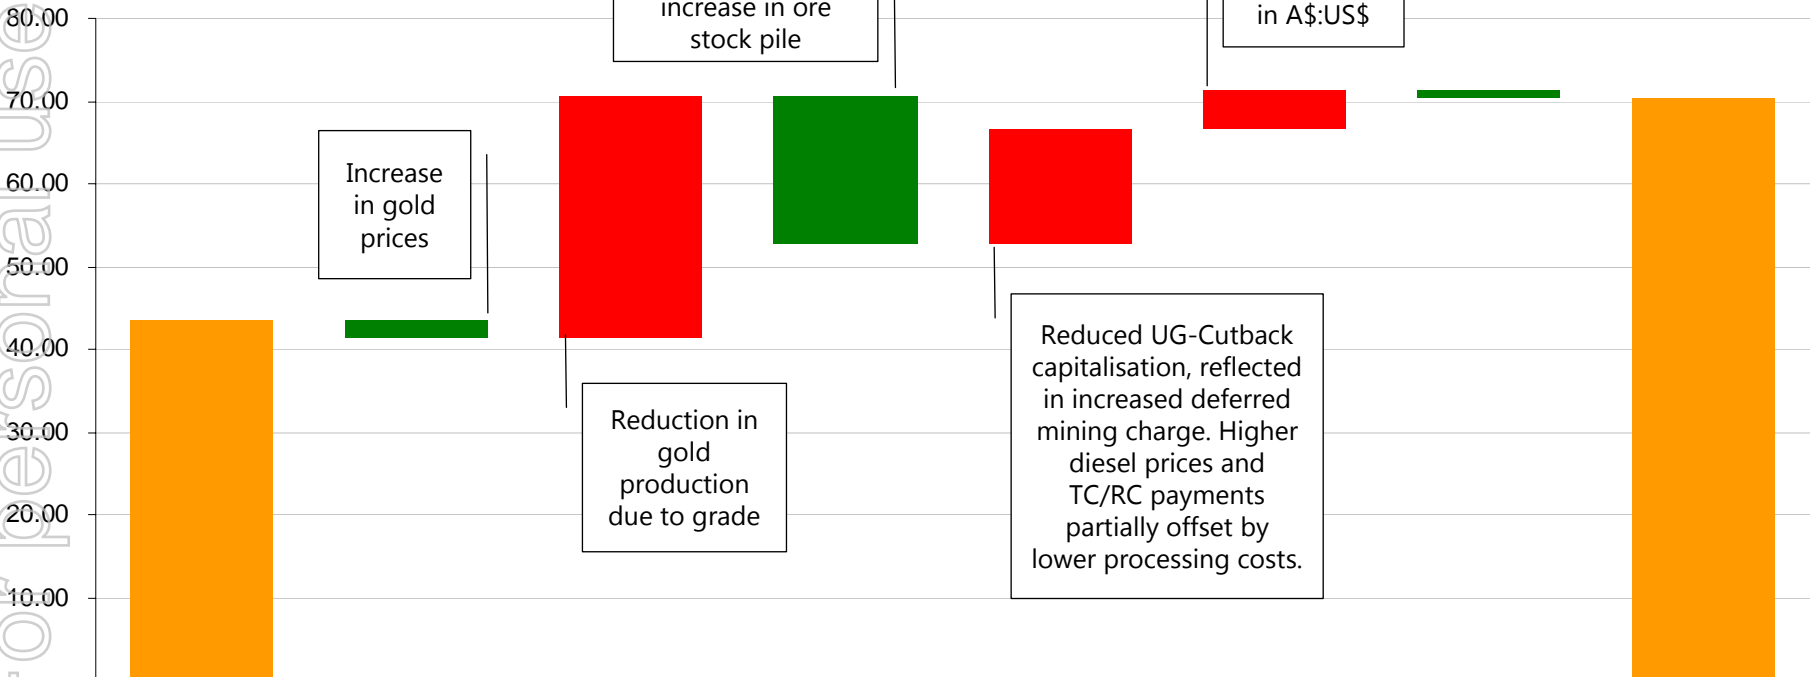 80.00
70.00
60.00
50.00
40.00
30.00
20.00
10.00
increase in ore
stock pile
in A$:US$
Increase
in gold
prices
Reduction in
gold
production
due to grade
Reduced UG-Cutback
capitalisation, reflected
in increased deferred
mining charge. Higher
diesel prices and
TC/RC payments
partially offset by
lower processing costs.
or personal use